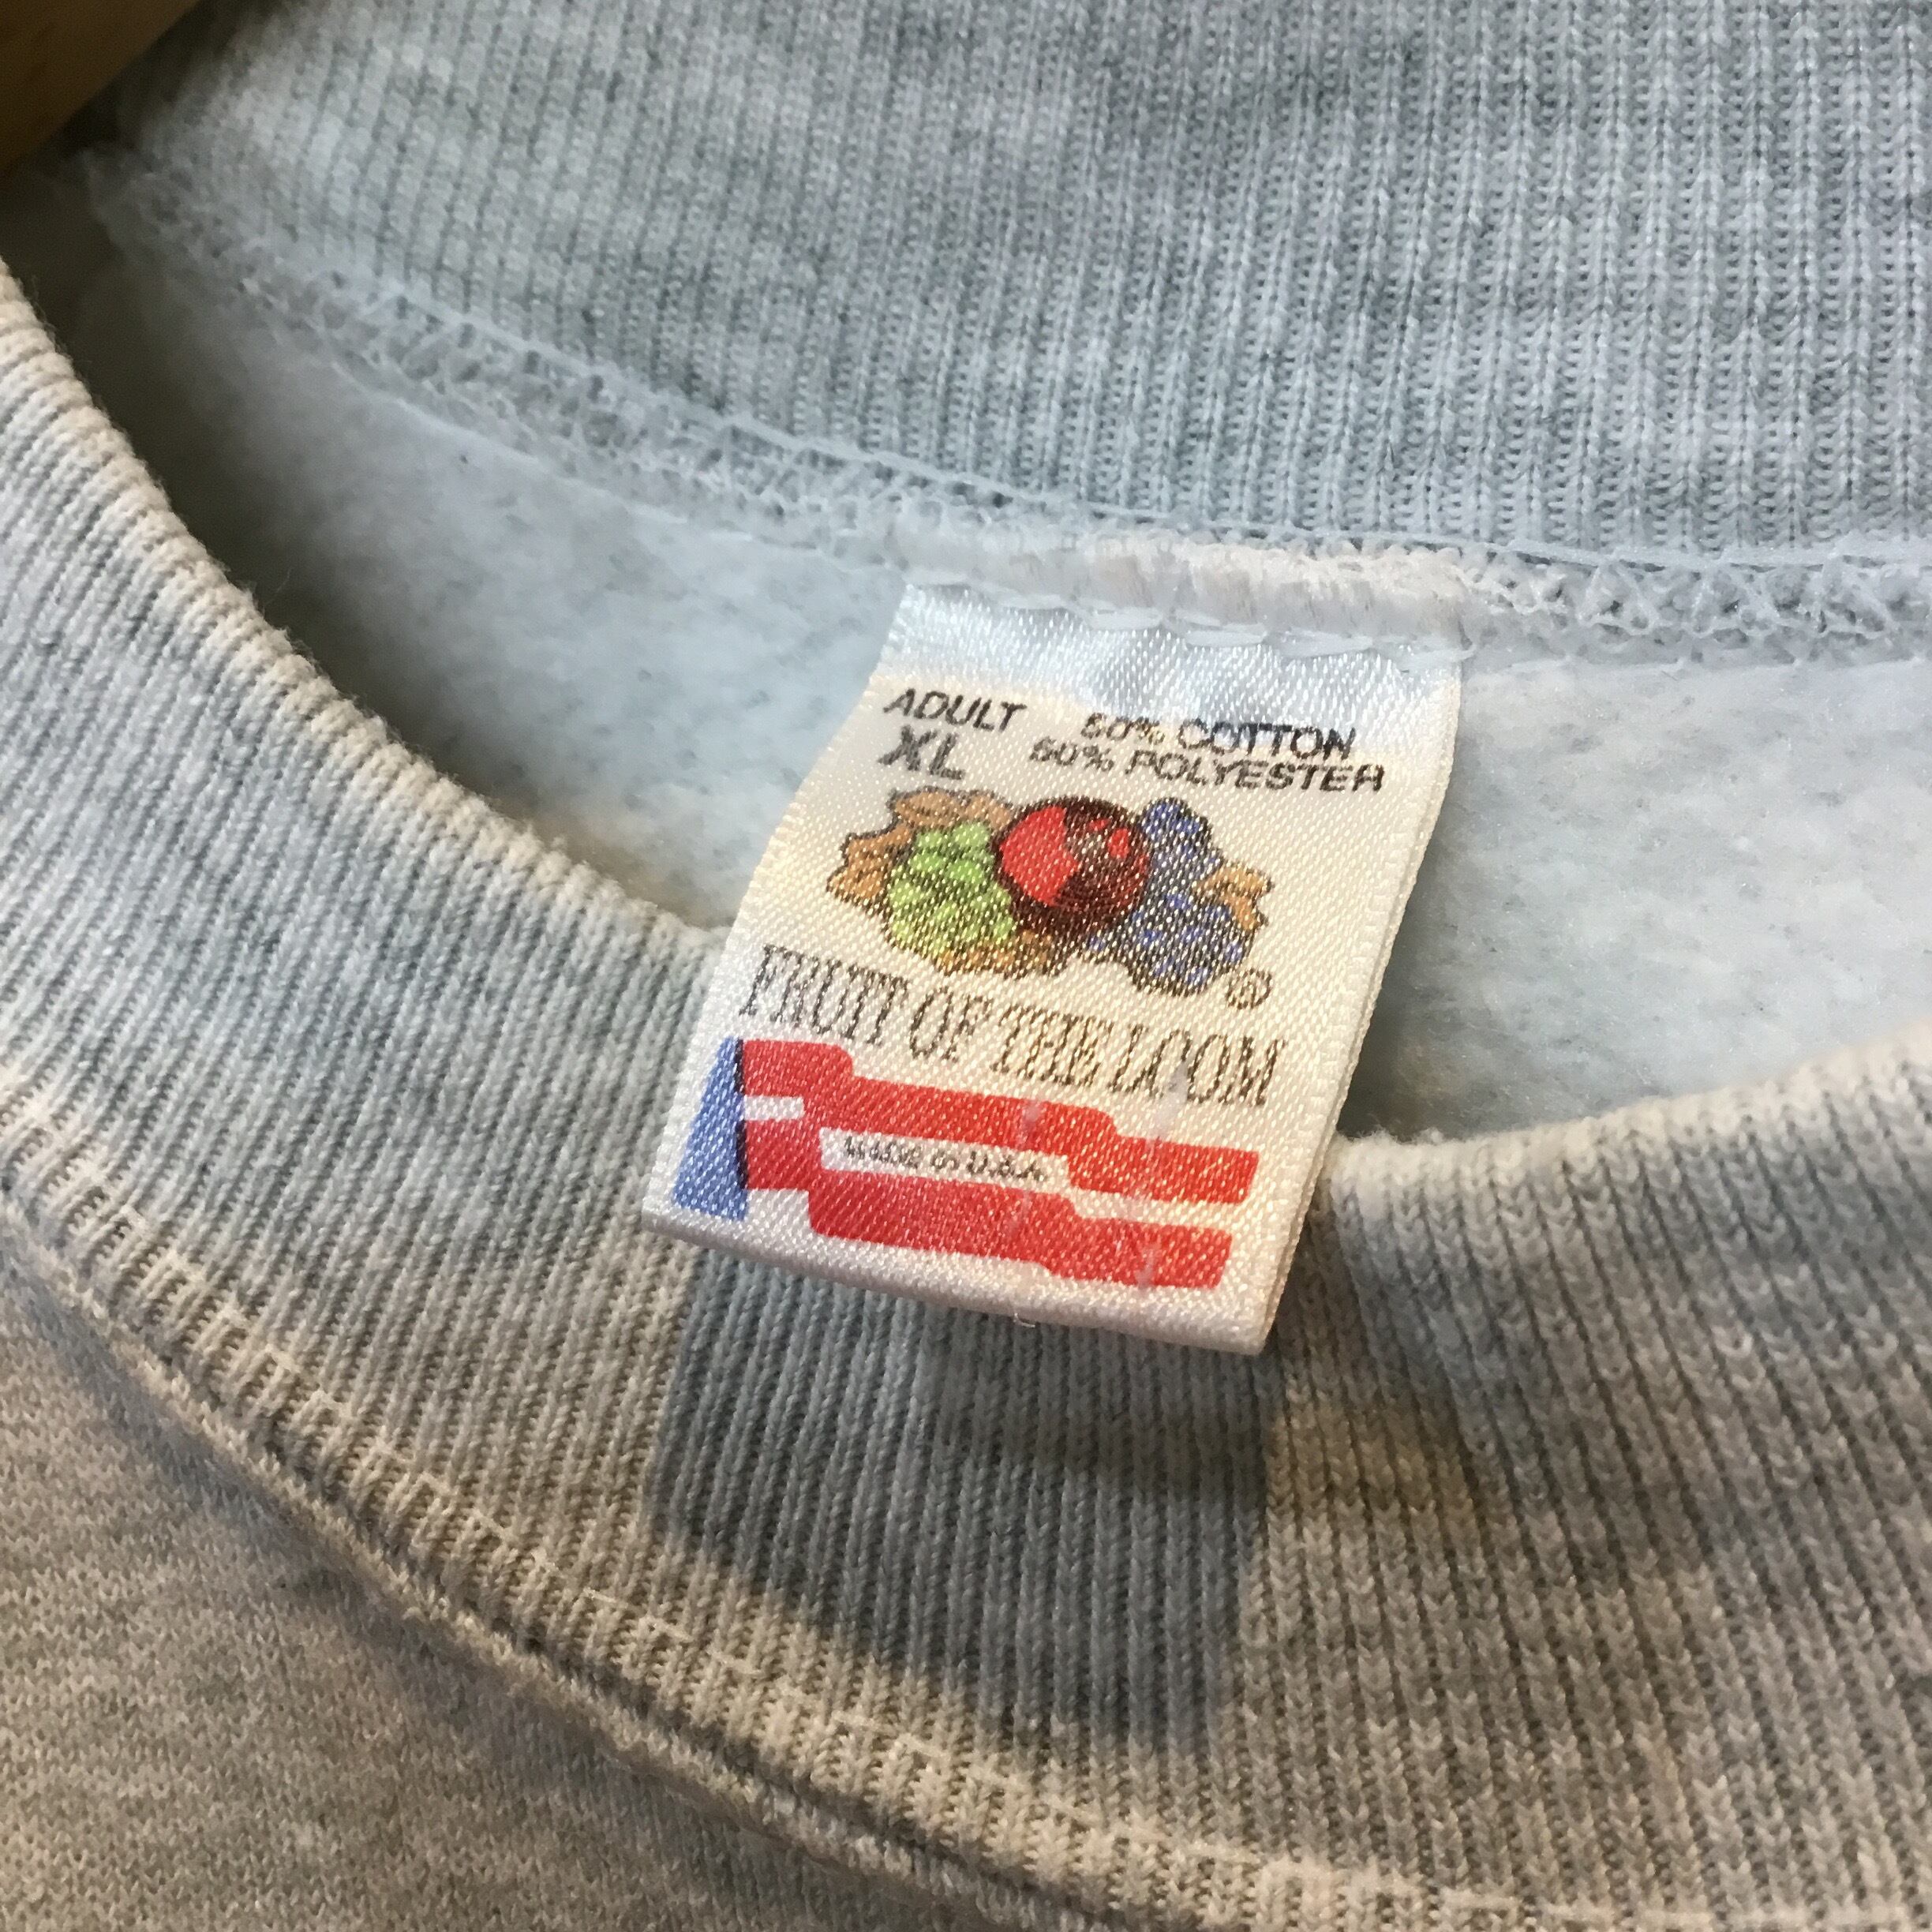 ADULT 50% COTTON
XL 50% POLYESTER
®
FRUIT OF THE LOOM
MADE IN U.S.A.